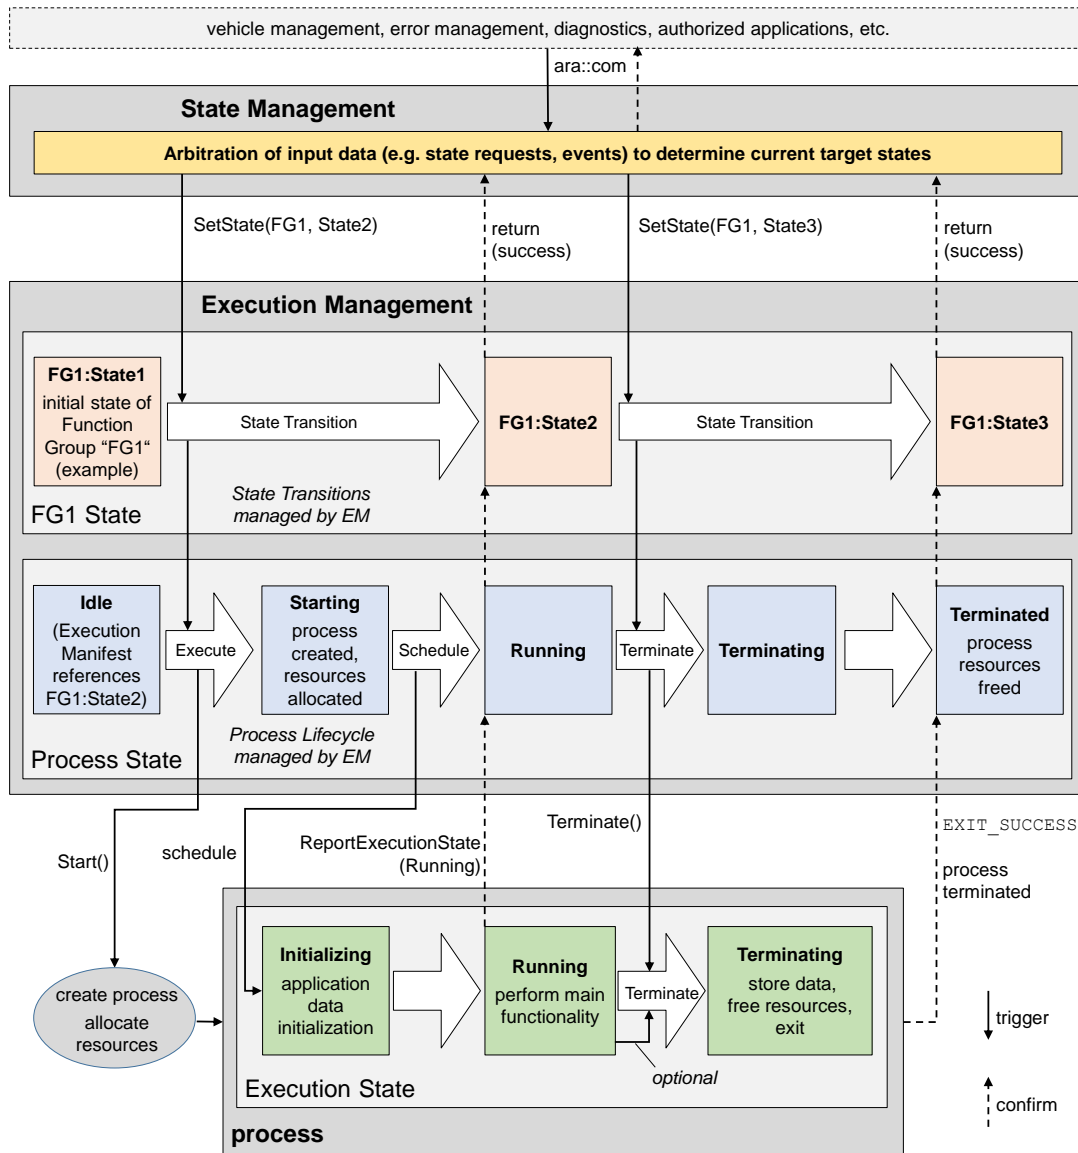 vehicle management, error management, diagnostics, authorized applications, etc.
ara::com
State Management
Arbitration of input data (e.g. state requests, events) to determine current target states
SetState(FG1, State2)
return
(success)
SetState(FG1, State3)
return
(success)
Execution Management
FG1:State1
initial state of
Function
Group “FG1“
(example)
State Transition
FG1:State2
State Transition
FG1:State3
State Transitions
managed by EM
FG1 State
Idle
(Execution
Manifest
references
FG1:State2)
Execute
Starting
process
created,
resources
allocated
Schedule
Running
Terminate
Terminating
Terminated
process
resources
freed
Process Lifecycle
managed by EM
Process State
Start()
schedule
ReportExecutionState
(Running)
Terminate()
EXIT_SUCCESS
process
terminated
create process
allocate
resources
Initializing
application
data
initialization
Running
perform main
functionality
Terminate
Terminating
store data,
free resources,
exit
optional
Execution State
process
trigger
confirm